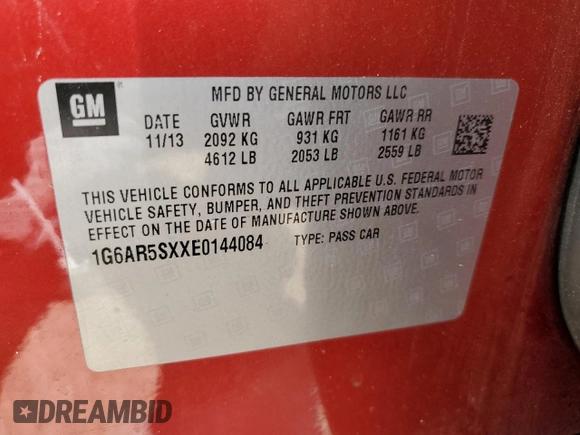 GM
MFD BY GENERAL MOTORS LLC
DATE GVWR GAWR FRT GAWR RR
11/13 2092 KG 931 KG 1161 KG
4612 LB 2053 LB 2559 LB
THIS VEHICLE CONFORMS TO ALL APPLICABLE U.S. FEDERAL MOTOR
VEHICLE SAFETY, BUMPER, AND THEFT PREVENTION STANDARDS IN
EFFECT ON THE DATE OF MANUFACTURE SHOWN ABOVE.
1G6AR5SXXE0144084 TYPE: PASS CAR
DREAMBID